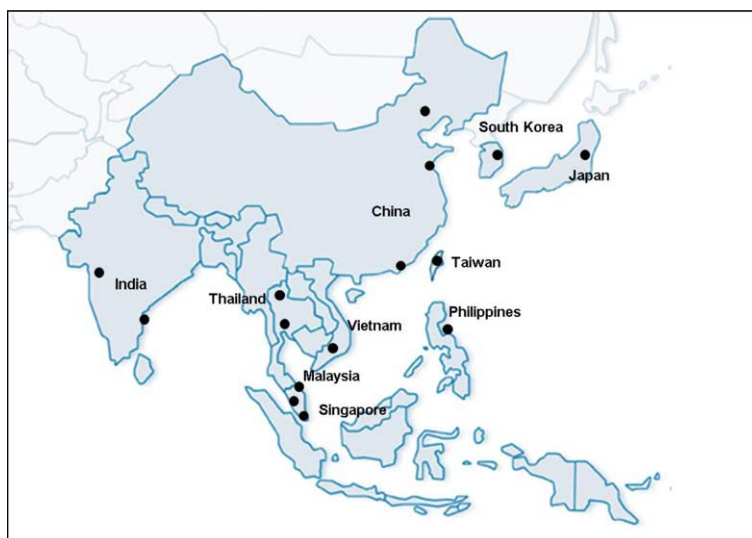 South Korea
Japan
China
Taiwan
India
Thailand
Philippines
Vietnam
Malaysia
Singapore